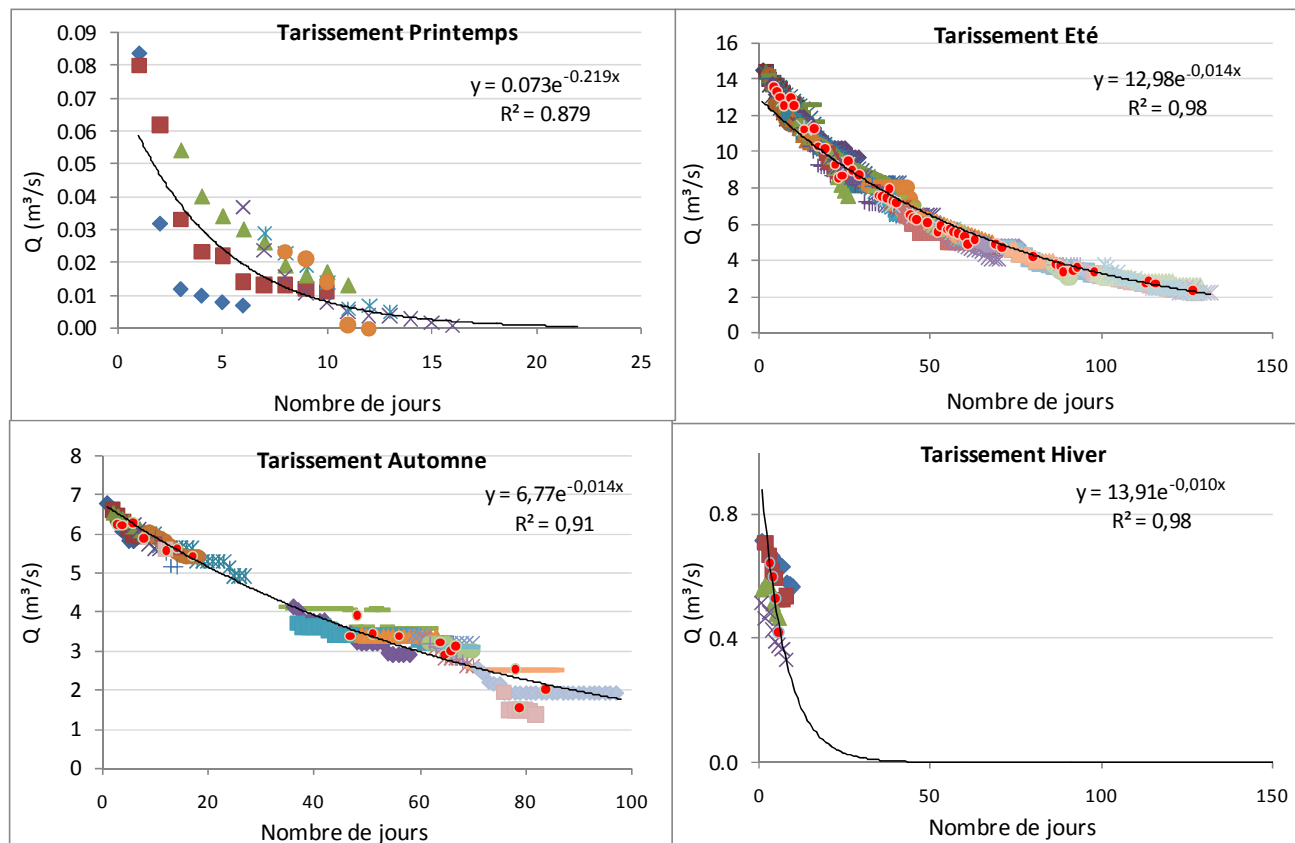 Tarissement Printemps
y = 0.073e^-0.219x
R² = 0.879
Q (m³/s)
0.09
0.08
0.07
0.06
0.05
0.04
0.03
0.02
0.01
0.00
0 5 10 15 20 25
Nombre de jours
Tarissement Eté
y = 12,98e^-0,014x
R² = 0,98
Q (m³/s)
16
14
12
10
8
6
4
2
0
0 50 100 150
Nombre de jours
Tarissement Automne
y = 6,77e^-0,014x
R² = 0,91
Q (m³/s)
8
7
6
5
4
3
2
1
0
0 20 40 60 80 100
Nombre de jours
Tarissement Hiver
y = 13,91e^-0,010x
R² = 0,98
Q (m³/s)
0.8
0.4
0.0
0 50 100 150
Nombre de jours